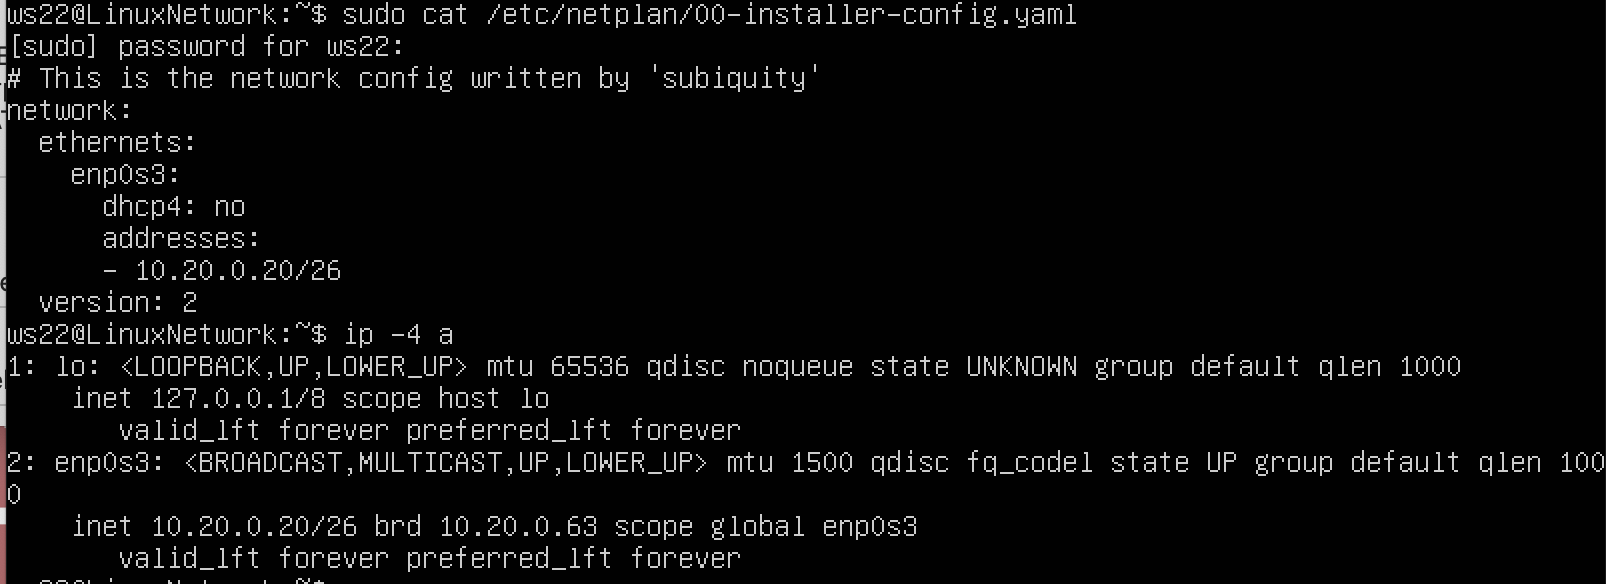 ws22@LinuxNetwork:~$ sudo cat /etc/netplan/00-installer-config.yaml
[sudo] password for ws22:
# This is the network config written by 'subiquity'
network:
  ethernets:
    enp0s3:
      dhcp4: no
      addresses:
      - 10.20.0.20/26
  version: 2
ws22@LinuxNetwork:~$ ip -4 a
1: lo: <LOOPBACK,UP,LOWER_UP> mtu 65536 qdisc noqueue state UNKNOWN group default qlen 1000
    inet 127.0.0.1/8 scope host lo
       valid_lft forever preferred_lft forever
2: enp0s3: <BROADCAST,MULTICAST,UP,LOWER_UP> mtu 1500 qdisc fq_codel state UP group default qlen 100
0
    inet 10.20.0.20/26 brd 10.20.0.63 scope global enp0s3
       valid_lft forever preferred_lft forever